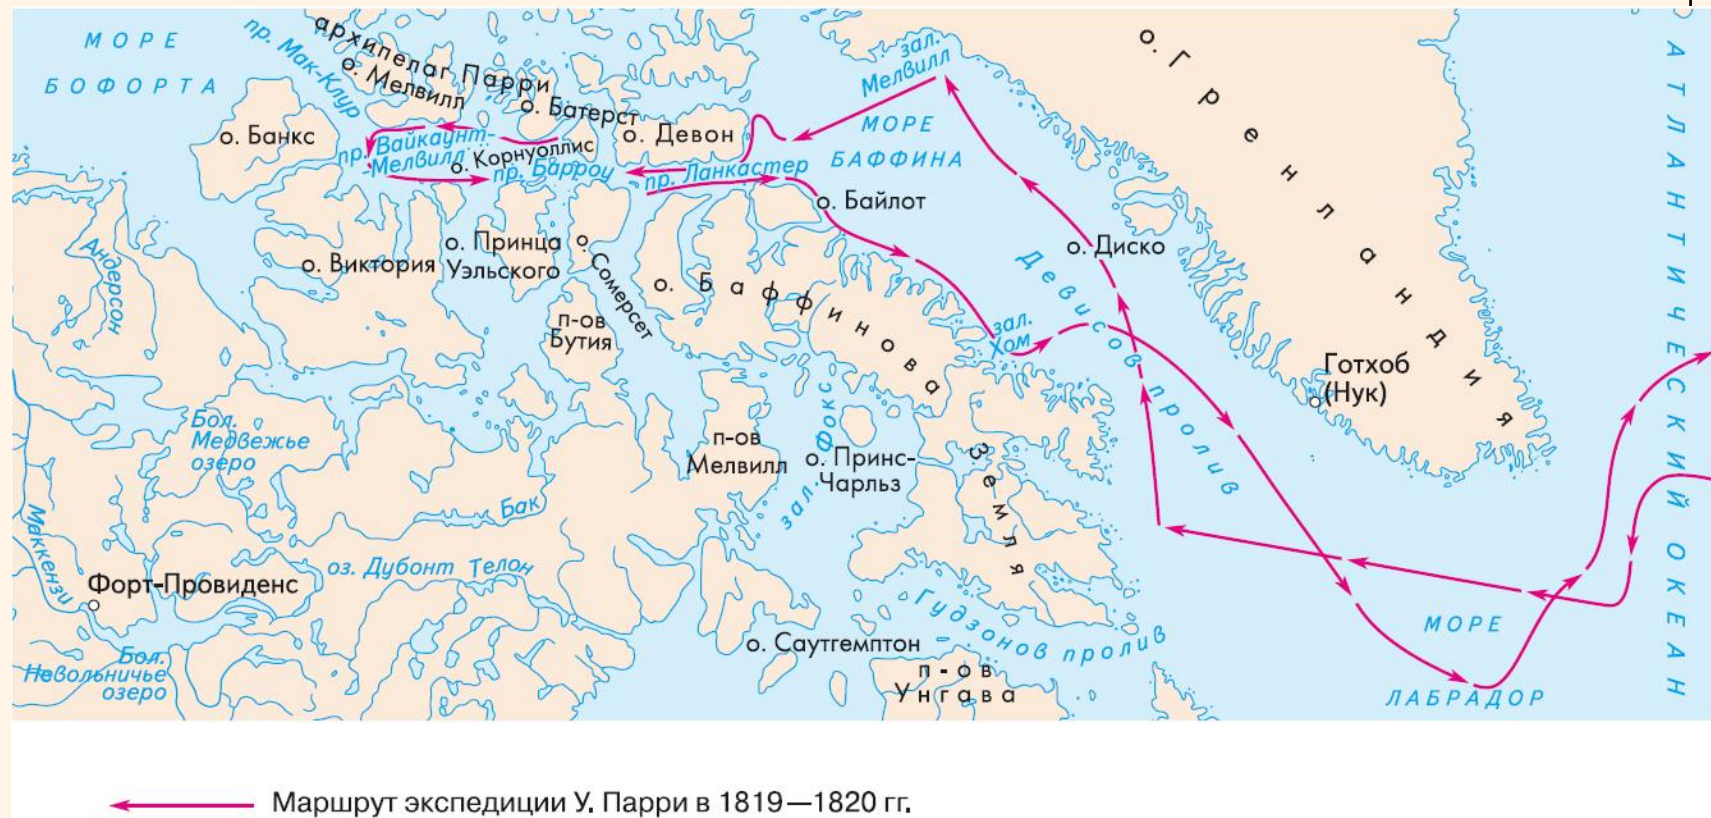 МОРЕ
БОФОРТА
пр. Мак-Клур
архипелаг Парри
о. Мелвилл
о. Батерст
о. Банкс
пр. Вайкаунт-
Мелвилл
о. Корнуоллис
пр. Барроу
о. Девон
пр. Ланкастер
зал.
Мелвилл
МОРЕ
БАФФИНА
о. Байлот
о. Гренландия
АТЛАНТИЧЕСКИЙ ОКЕАН
Андерсон
о. Виктория
о. Принца
Уэльского
о. Сомерсет
о. Баффинова Земля
о. Диско
Девисов пролив
п-ов
Бутия
зал.
Хом
Готхоб
(Нук)
Бол.
Медвежье
озеро
п-ов
Мелвилл
зал. Фокс
о. Принс-
Чарльз
Маккензи
Бак
оз. Дубонт
Телон
Форт-Провиденс
Гудзонов пролив
МОРЕ
ЛАБРАДОР
Бол.
Невольничье
озеро
о. Саутгемптон
п-ов
Унгава
Маршрут экспедиции У. Парри в 1819—1820 гг.